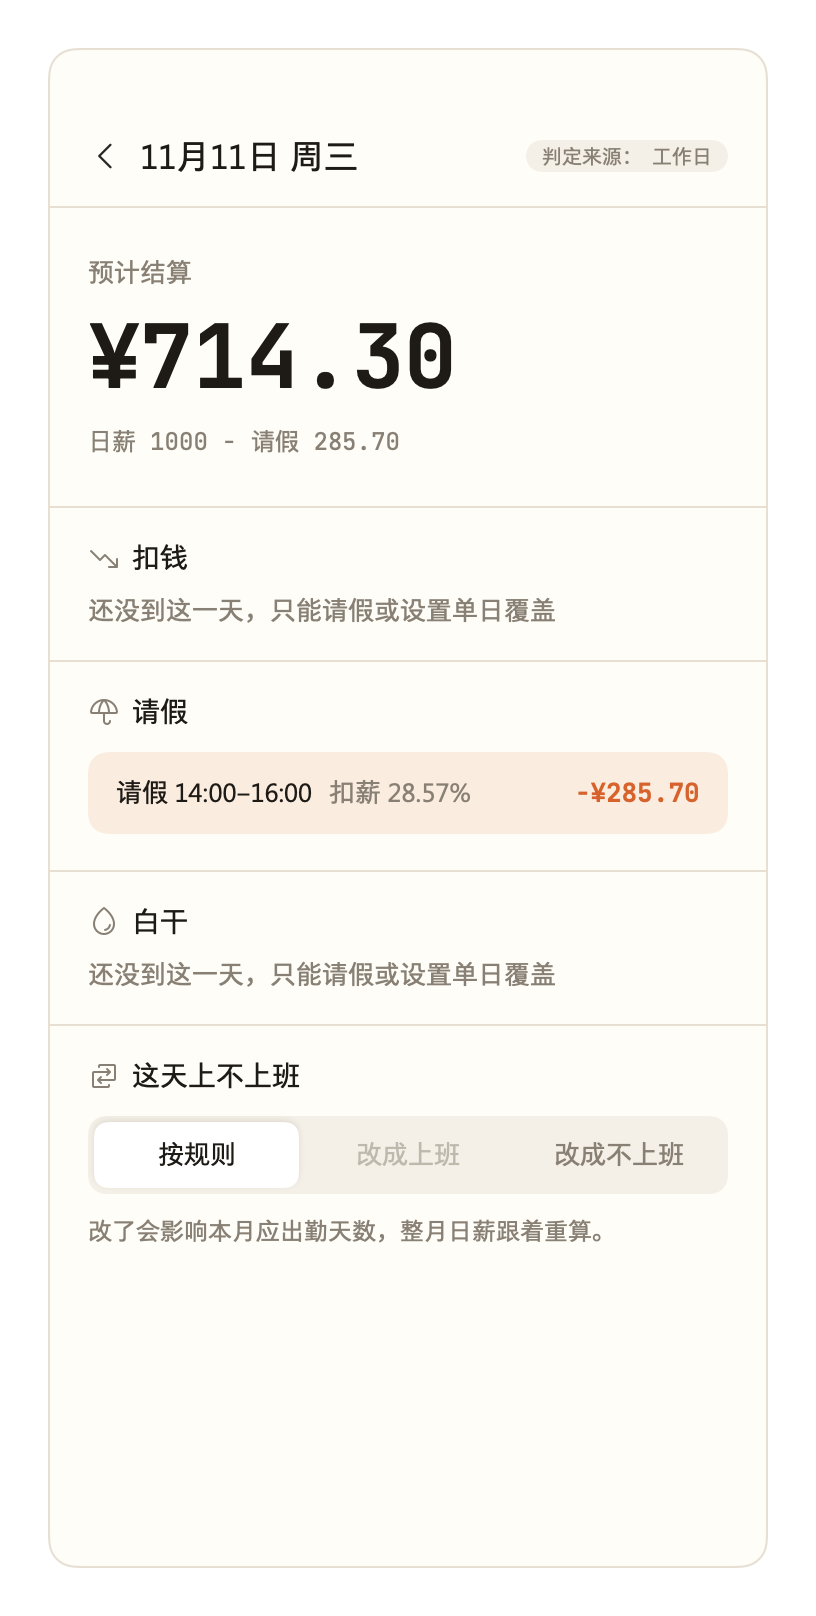 11月11日 周三
判定来源： 工作日
预计结算
¥714.30
日薪 1000 - 请假 285.70
扣钱
还没到这一天，只能请假或设置单日覆盖
请假
请假 14:00–16:00 扣薪 28.57% -¥285.70
白干
还没到这一天，只能请假或设置单日覆盖
这天上不上班
按规则 改成上班 改成不上班
改了会影响本月应出勤天数，整月日薪跟着重算。